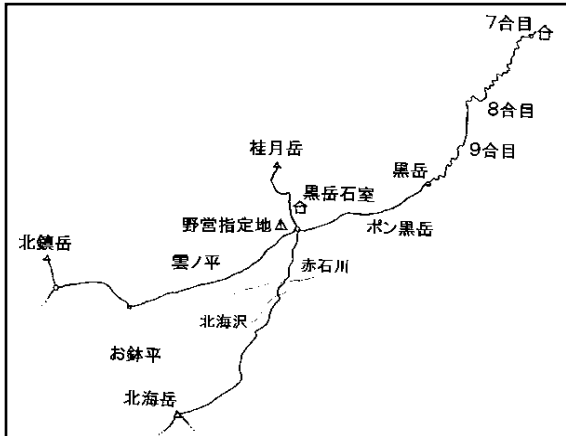 7合目
8合目
9合目
桂月岳
黒岳
黒岳石室
野営指定地
ポン黒岳
北鎮岳
雲ノ平
赤石川
北海沢
お鉢平
北海岳